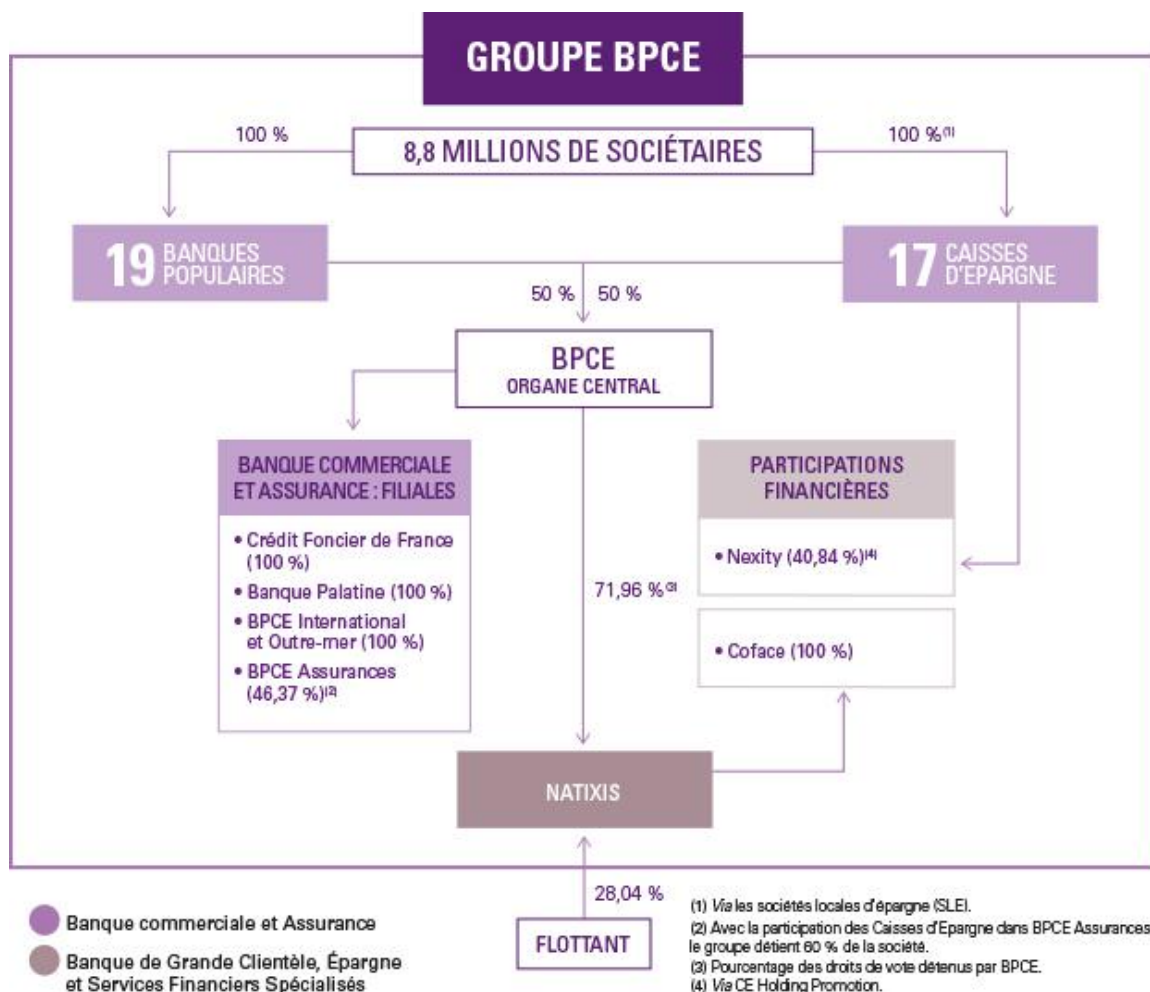 GROUPE BPCE
100 %
8,8 MILLIONS DE SOCIÉTAIRES
100 %(1)
19 BANQUES
POPULAIRES
17 CAISSES
D'EPARGNE
50 % 50 %
BPCE
ORGANE CENTRAL
BANQUE COMMERCIALE
ET ASSURANCE : FILIALES
• Crédit Foncier de France
(100 %)
• Banque Palatine (100 %)
• BPCE International
et Outre-mer (100 %)
• BPCE Assurances
(46,37 %)(2)
71,96 %(3)
PARTICIPATIONS
FINANCIÈRES
• Nexity (40,84 %)(4)
• Coface (100 %)
NATIXIS
28,04 %
FLOTTANT
Banque commerciale et Assurance
Banque de Grande Clientèle, Épargne
et Services Financiers Spécialisés
(1) Via les sociétés locales d'épargne (SLE).
(2) Avec la participation des Caisses d'Epargne dans BPCE Assurances
le groupe détient 60 % de la société.
(3) Pourcentage des droits de vote détenus par BPCE.
(4) Via CE Holding Promotion.